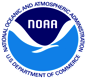 NATIONAL OCEANIC AND ATMOSPHERIC ADMINISTRATION
NOAA
U.S. DEPARTMENT OF COMMERCE